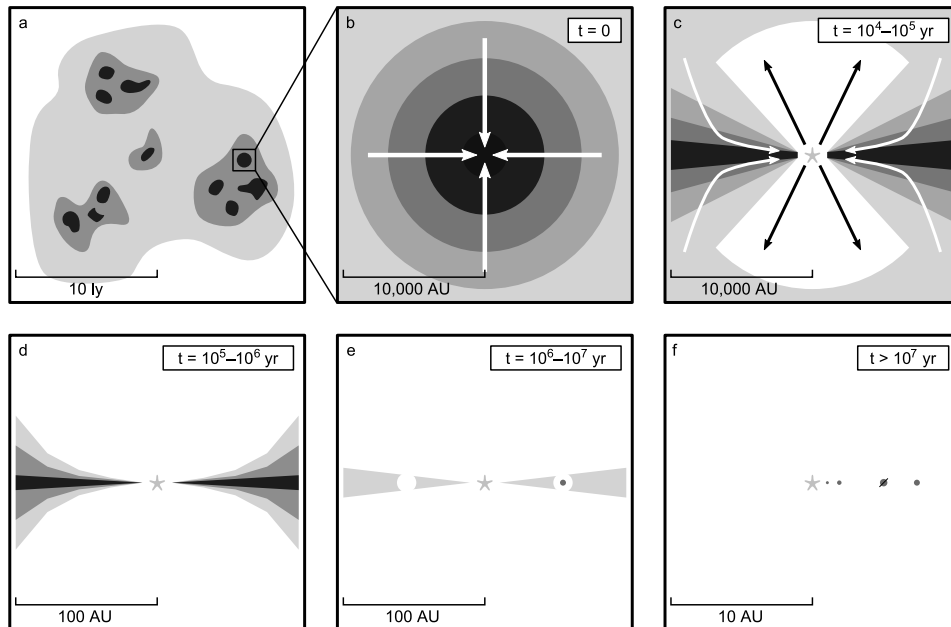 a
10 ly
b
t = 0
10,000 AU
c
t = 10⁴–10⁵ yr
10,000 AU
d
t = 10⁵–10⁶ yr
100 AU
e
t = 10⁶–10⁷ yr
100 AU
f
t > 10⁷ yr
10 AU